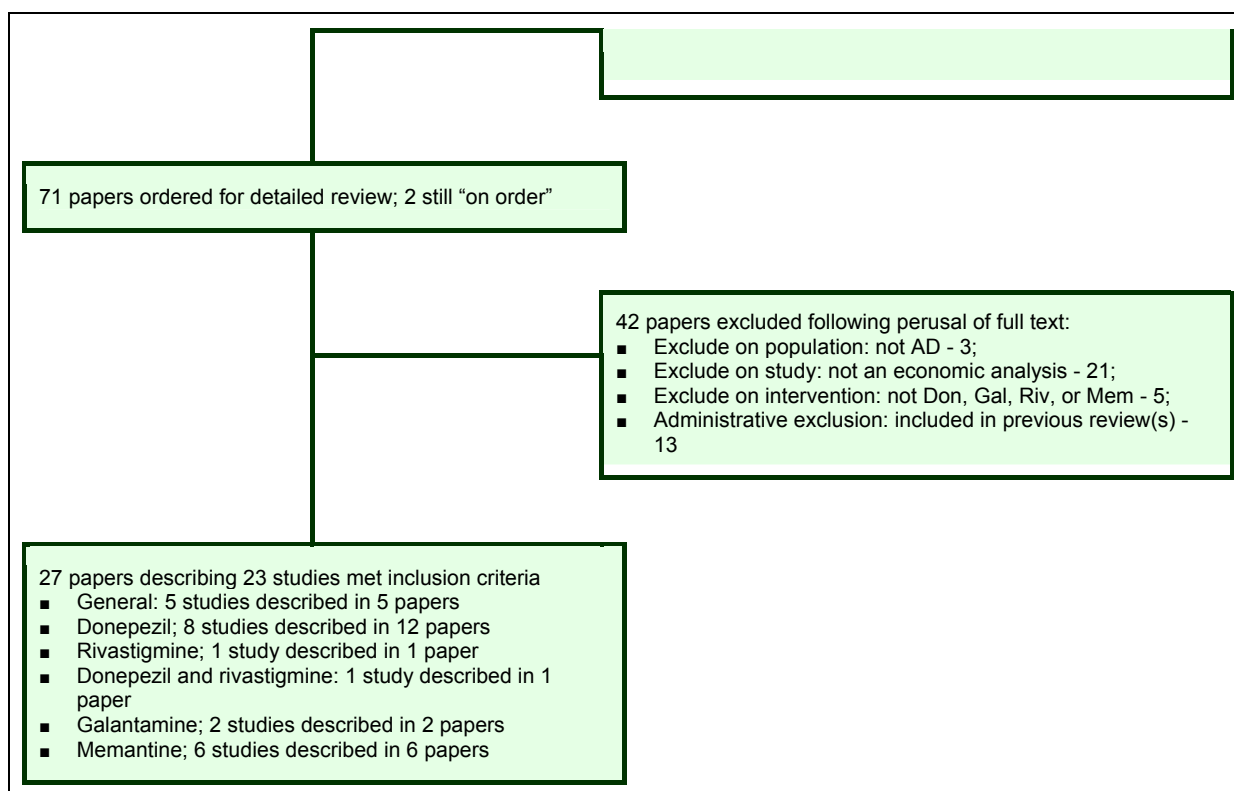 71 papers ordered for detailed review; 2 still “on order”
42 papers excluded following perusal of full text:
■ Exclude on population: not AD - 3;
■ Exclude on study: not an economic analysis - 21;
■ Exclude on intervention: not Don, Gal, Riv, or Mem - 5;
■ Administrative exclusion: included in previous review(s) -
13
27 papers describing 23 studies met inclusion criteria
■ General: 5 studies described in 5 papers
■ Donepezil; 8 studies described in 12 papers
■ Rivastigmine; 1 study described in 1 paper
■ Donepezil and rivastigmine: 1 study described in 1
paper
■ Galantamine; 2 studies described in 2 papers
■ Memantine; 6 studies described in 6 papers